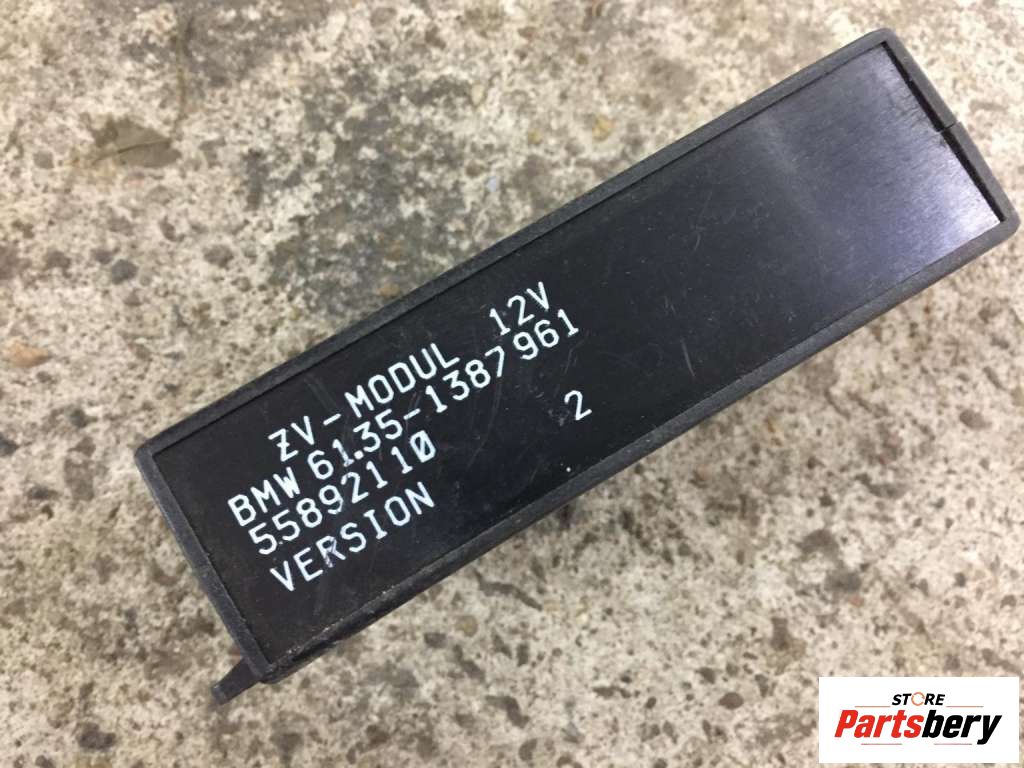 ZV-MODUL 12V
BMW 61.35-1387961
55892110
VERSION 2
STORE
Partsbery